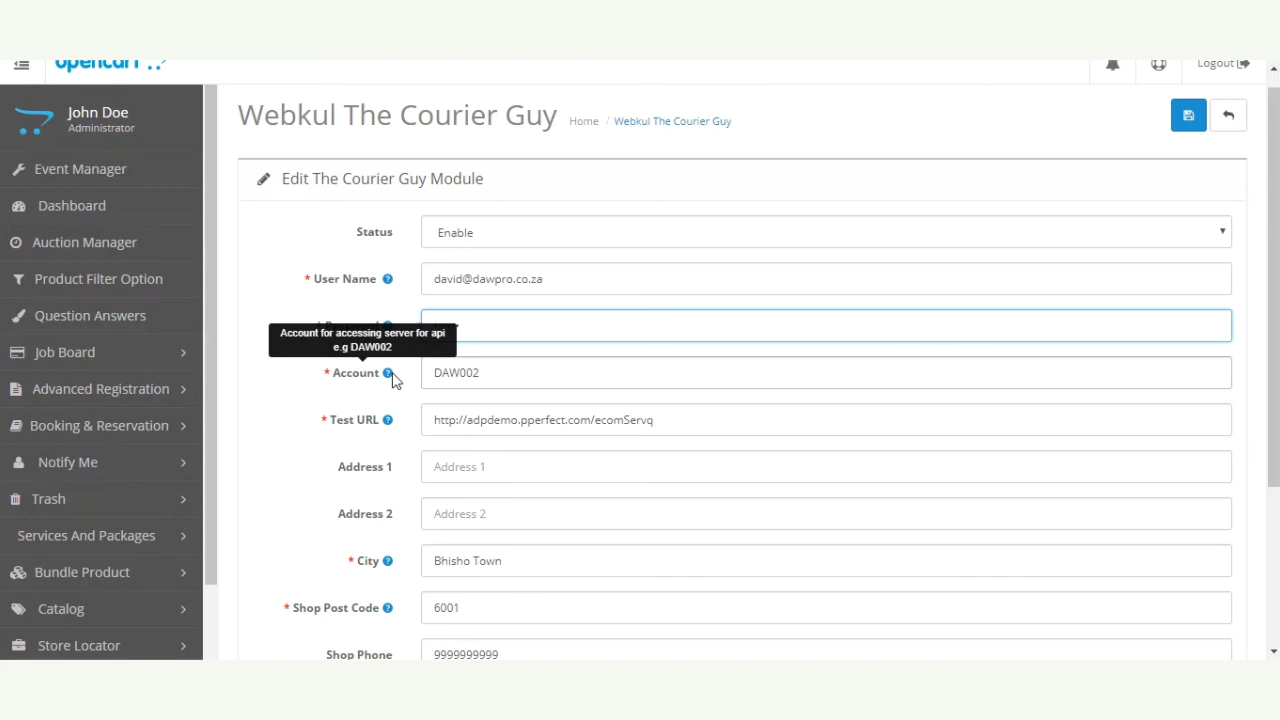 opencart
Logout
John Doe
Administrator
Webkul The Courier Guy
Home / Webkul The Courier Guy
Event Manager
Dashboard
Auction Manager
Product Filter Option
Question Answers
Job Board
Advanced Registration
Booking & Reservation
Notify Me
Trash
Services And Packages
Bundle Product
Catalog
Store Locator
Edit The Courier Guy Module
Status
Enable
* User Name
david@dawpro.co.za
Account for accessing server for api
e.g DAW002
* Account
DAW002
* Test URL
http://adpdemo.pperfect.com/ecomServq
Address 1
Address 1
Address 2
Address 2
* City
Bhisho Town
* Shop Post Code
6001
Shop Phone
9999999999